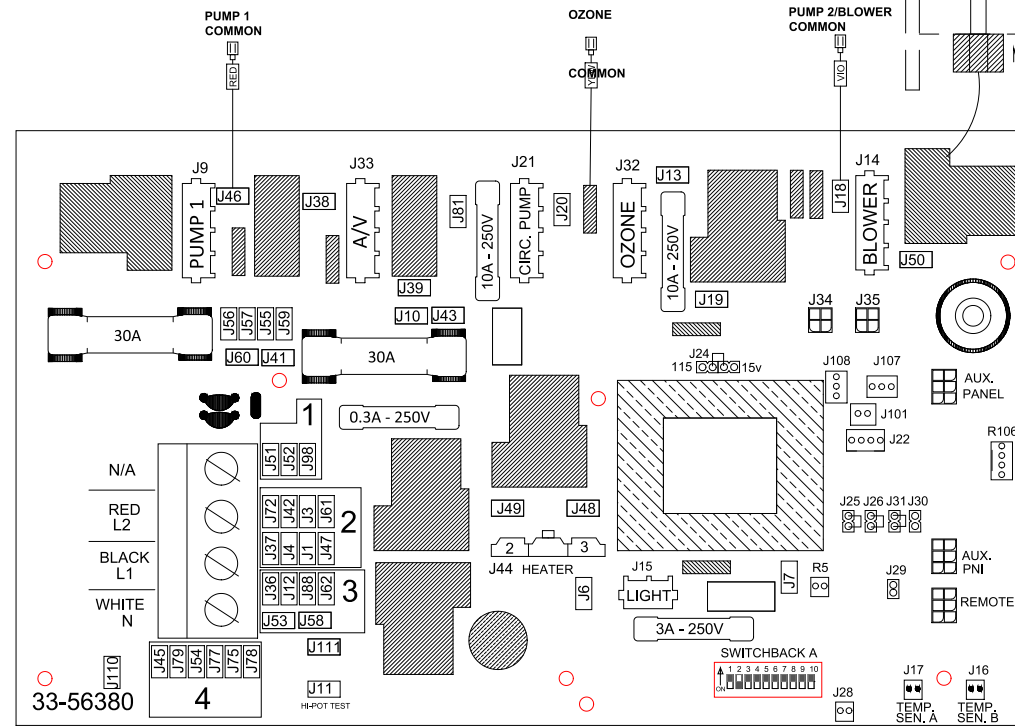 PUMP 1
COMMON
OZONE
COMMON
PUMP 2/BLOWER
COMMON
RED
VIO
J9
J33
J21
J32
J13
J14
J46
J38
J81
J20
J18
PUMP 1
A/V
CIRC. PUMP
OZONE
BLOWER
10A - 250V
10A - 250V
J50
J39
J19
J10
J43
J34
J35
J56
J57
J55
J59
30A
30A
J60
J41
J24
115
15v
J108
J107
AUX.
PANEL
J101
J22
R106
0.3A - 250V
1
J51
J52
J98
N/A
RED
L2
BLACK
L1
WHITE
N
J72
J42
J3
J61
2
J37
J4
J1
J47
J36
J12
J88
J62
3
J53
J58
J49
J48
2
3
J44
HEATER
J25
J26
J31
J30
AUX.
PNI
J29
REMOTE
J15
LIGHT
J6
J7
R5
3A - 250V
J111
J45
J79
J54
J77
J75
J78
4
J110
J11
HI-POT TEST
33-56380
SWITCHBACK A
1 2 3 4 5 6 7 8 9 10
ON
J28
J17
TEMP.
SEN. A
J16
TEMP.
SEN. B